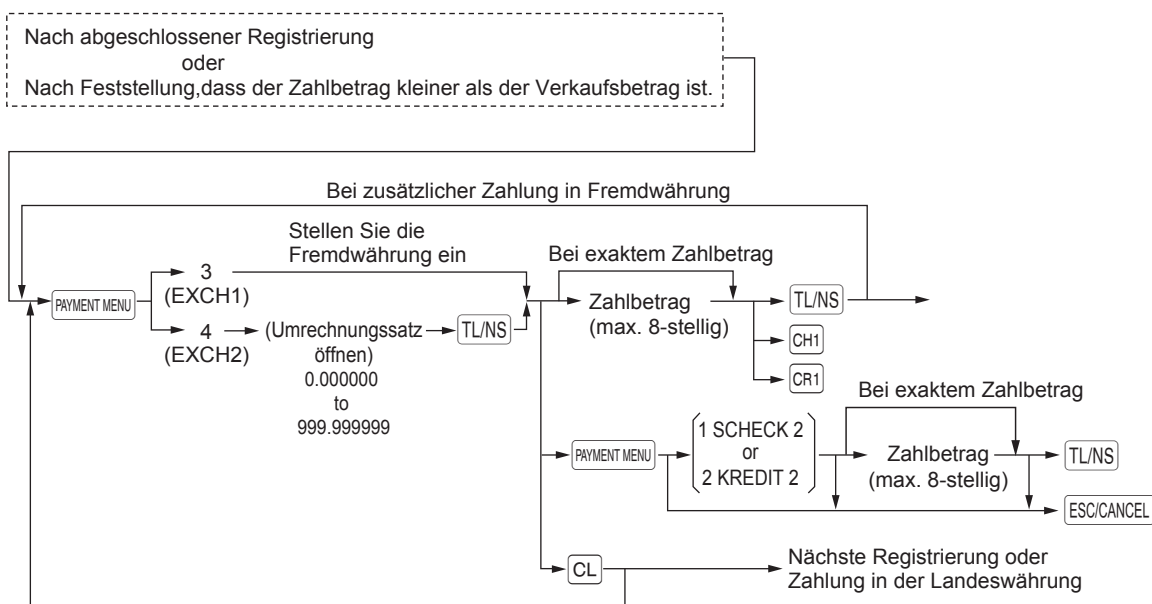 Nach abgeschlossener Registrierung
oder
Nach Feststellung,dass der Zahlbetrag kleiner als der Verkaufsbetrag ist.
Bei zusätzlicher Zahlung in Fremdwährung
Stellen Sie die
Fremdwährung ein
Bei exaktem Zahlbetrag
PAYMENT MENU
3
(EXCH1)
4
(EXCH2)
(Umrechnungssatz
öffnen)
0.000000
to
999.999999
TL/NS
Zahlbetrag
(max. 8-stellig)
TL/NS
CH1
CR1
Bei exaktem Zahlbetrag
PAYMENT MENU
1 SCHECK 2
or
2 KREDIT 2
Zahlbetrag
(max. 8-stellig)
TL/NS
ESC/CANCEL
CL
Nächste Registrierung oder
Zahlung in der Landeswährung